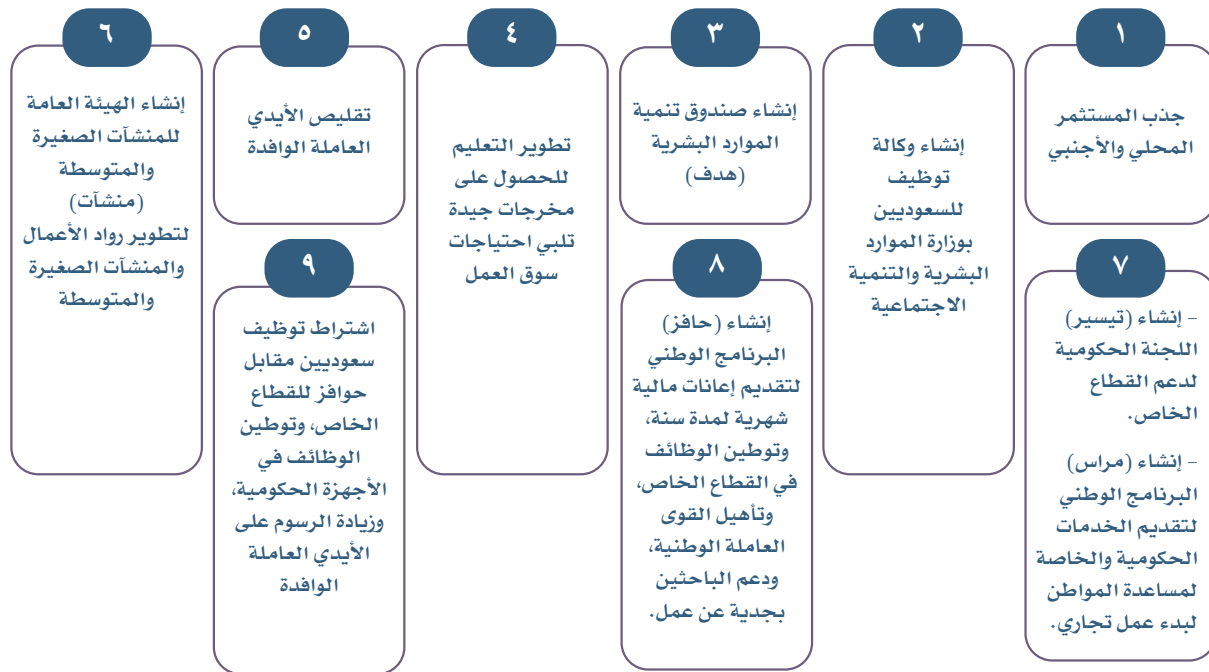 ١
جذب المستثمر
المحلي والأجنبي
٢
إنشاء وكالة
توظيف
للسعوديين
بوزارة الموارد
البشرية والتنمية
الاجتماعية
٣
إنشاء صندوق تنمية
الموارد البشرية
(هدف)
٤
تطوير التعليم
للحصول على
مخرجات جيدة
تلبي احتياجات
سوق العمل
٥
تقليص الأيدي
العاملة الوافدة
٦
إنشاء الهيئة العامة
للمنشآت الصغيرة
والمتوسطة
(منشآت)
لتطوير رواد الأعمال
والمنشآت الصغيرة
والمتوسطة
٧
– إنشاء (تيسير)
اللجنة الحكومية
لدعم القطاع
الخاص.
– إنشاء (مراس)
البرنامج الوطني
لتقديم الخدمات
الحكومية والخاصة
لمساعدة المواطن
لبدء عمل تجاري.
٨
إنشاء (حافز)
البرنامج الوطني
لتقديم إعانات مالية
شهرية لمدة سنة،
وتوطين الوظائف
في القطاع الخاص،
وتأهيل القوى
العاملة الوطنية،
ودعم الباحثين
بجدية عن عمل.
٩
اشتراط توظيف
سعوديين مقابل
حوافز للقطاع
الخاص، وتوطين
الوظائف في
الأجهزة الحكومية،
وزيادة الرسوم على
الأيدي العاملة
الوافدة